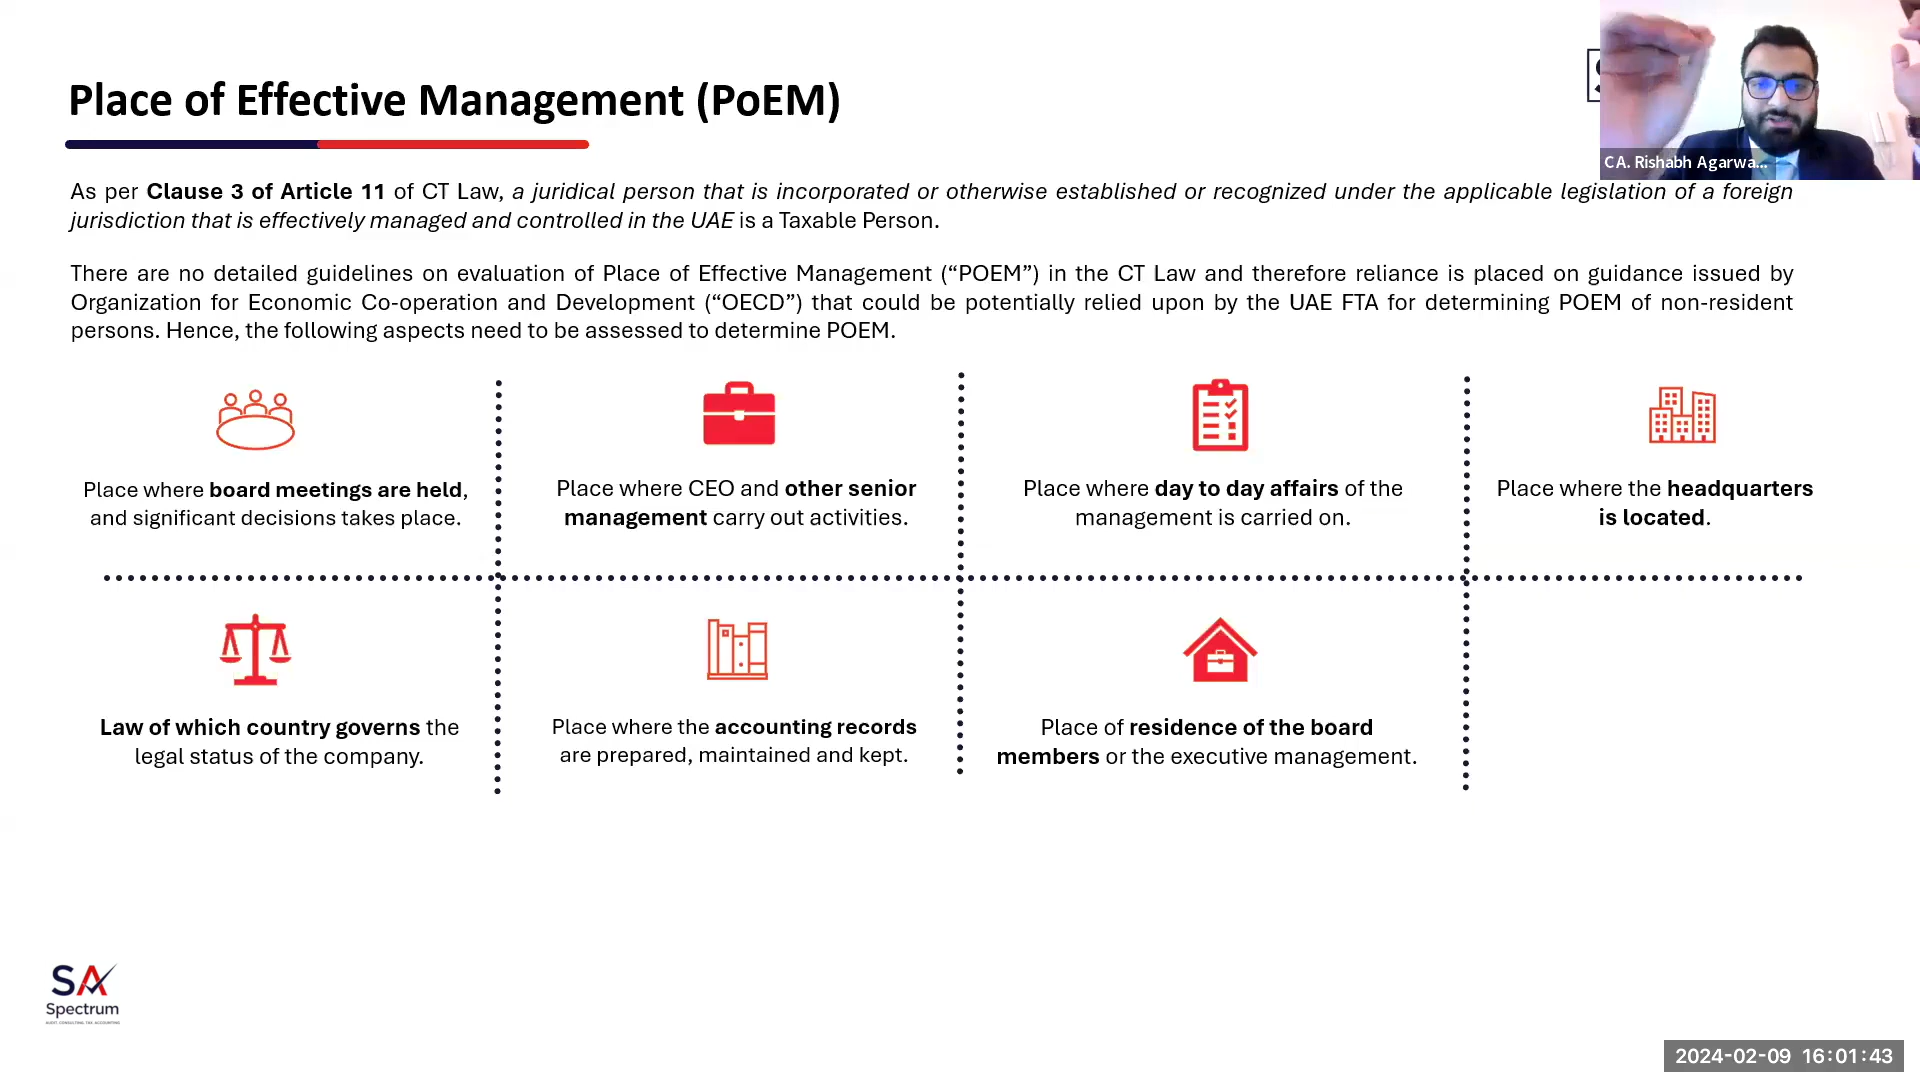 Place of Effective Management (PoEM)
CA. Rishabh Agarwa...
As per Clause 3 of Article 11 of CT Law, a juridical person that is incorporated or otherwise established or recognized under the applicable legislation of a foreign
jurisdiction that is effectively managed and controlled in the UAE is a Taxable Person.
There are no detailed guidelines on evaluation of Place of Effective Management (“POEM”) in the CT Law and therefore reliance is placed on guidance issued by
Organization for Economic Co-operation and Development (“OECD”) that could be potentially relied upon by the UAE FTA for determining POEM of non-resident
persons. Hence, the following aspects need to be assessed to determine POEM.
Place where board meetings are held,
and significant decisions takes place.
Place where CEO and other senior
management carry out activities.
Place where day to day affairs of the
management is carried on.
Place where the headquarters
is located.
Law of which country governs the
legal status of the company.
Place where the accounting records
are prepared, maintained and kept.
Place of residence of the board
members or the executive management.
SA
Spectrum
AUDIT. CONSULTING. TAX. ACCOUNTING
2024-02-09 16:01:43